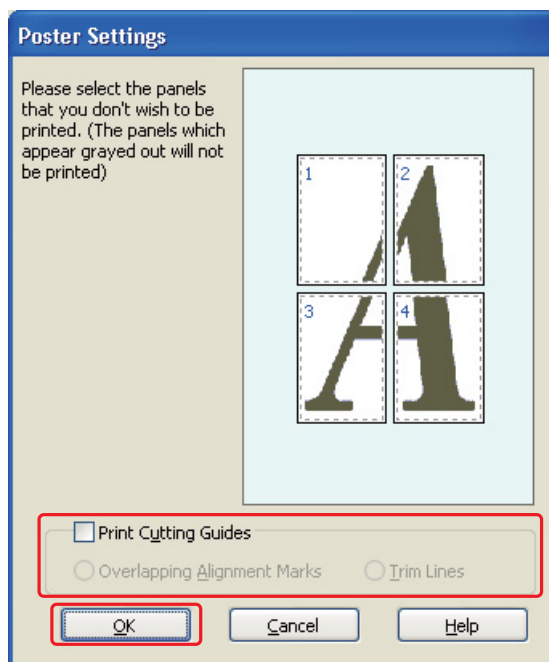 Poster Settings
Please select the panels
that you don't wish to be
printed. (The panels which
appear grayed out will not
be printed)
1
2
A
3
4
Print Cutting Guides
Overlapping Alignment Marks
Trim Lines
OK
Cancel
Help